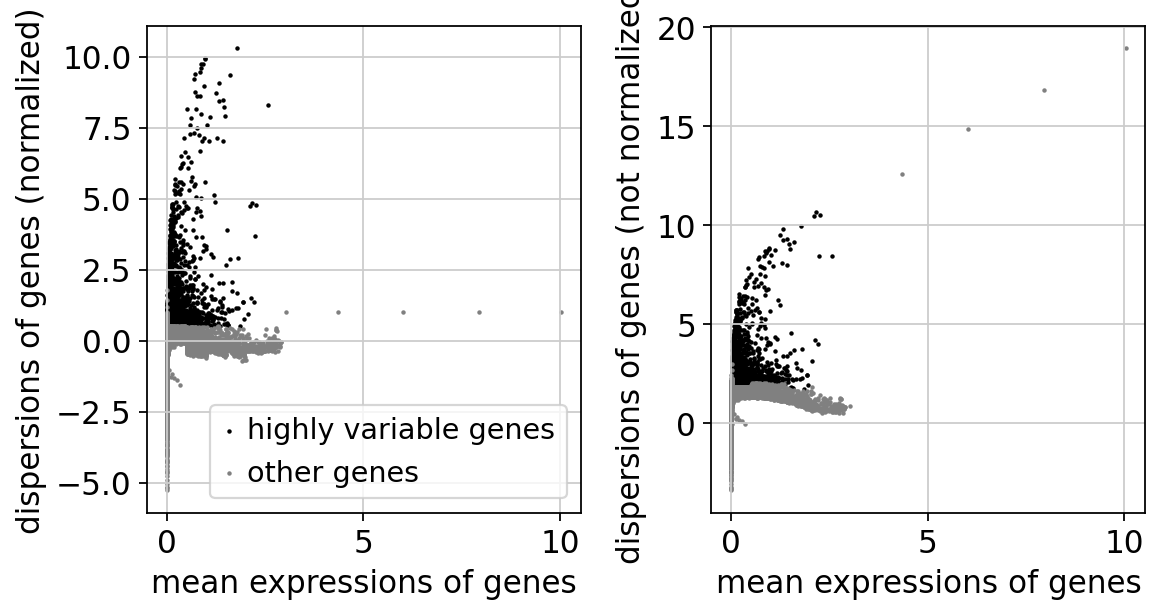 dispersions of genes (normalized)
10.0
7.5
5.0
2.5
0.0
−2.5
−5.0
highly variable genes
other genes
0 5 10
mean expressions of genes
dispersions of genes (not normalized
20
15
10
5
0
0 5 10
mean expressions of genes